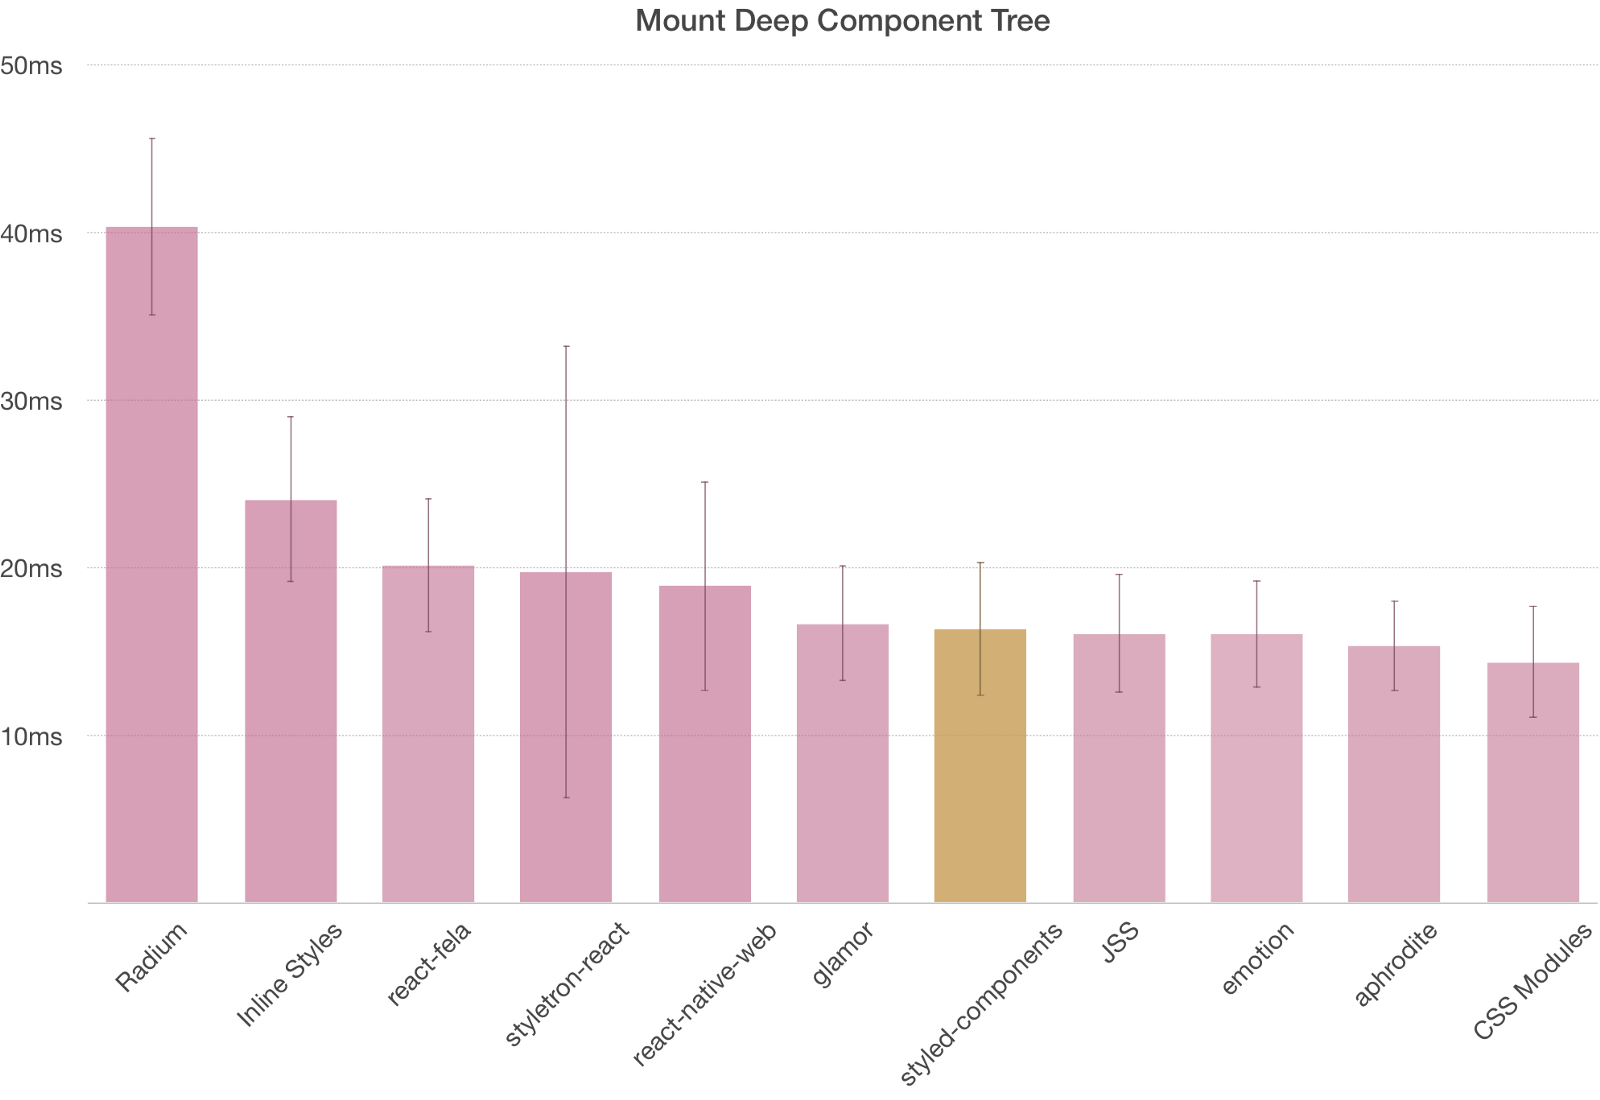 Mount Deep Component Tree
50ms
40ms
30ms
20ms
10ms
Radium
Inline Styles
react-fela
styletron-react
react-native-web
glamor
styled-components
JSS
emotion
aphrodite
CSS Modules